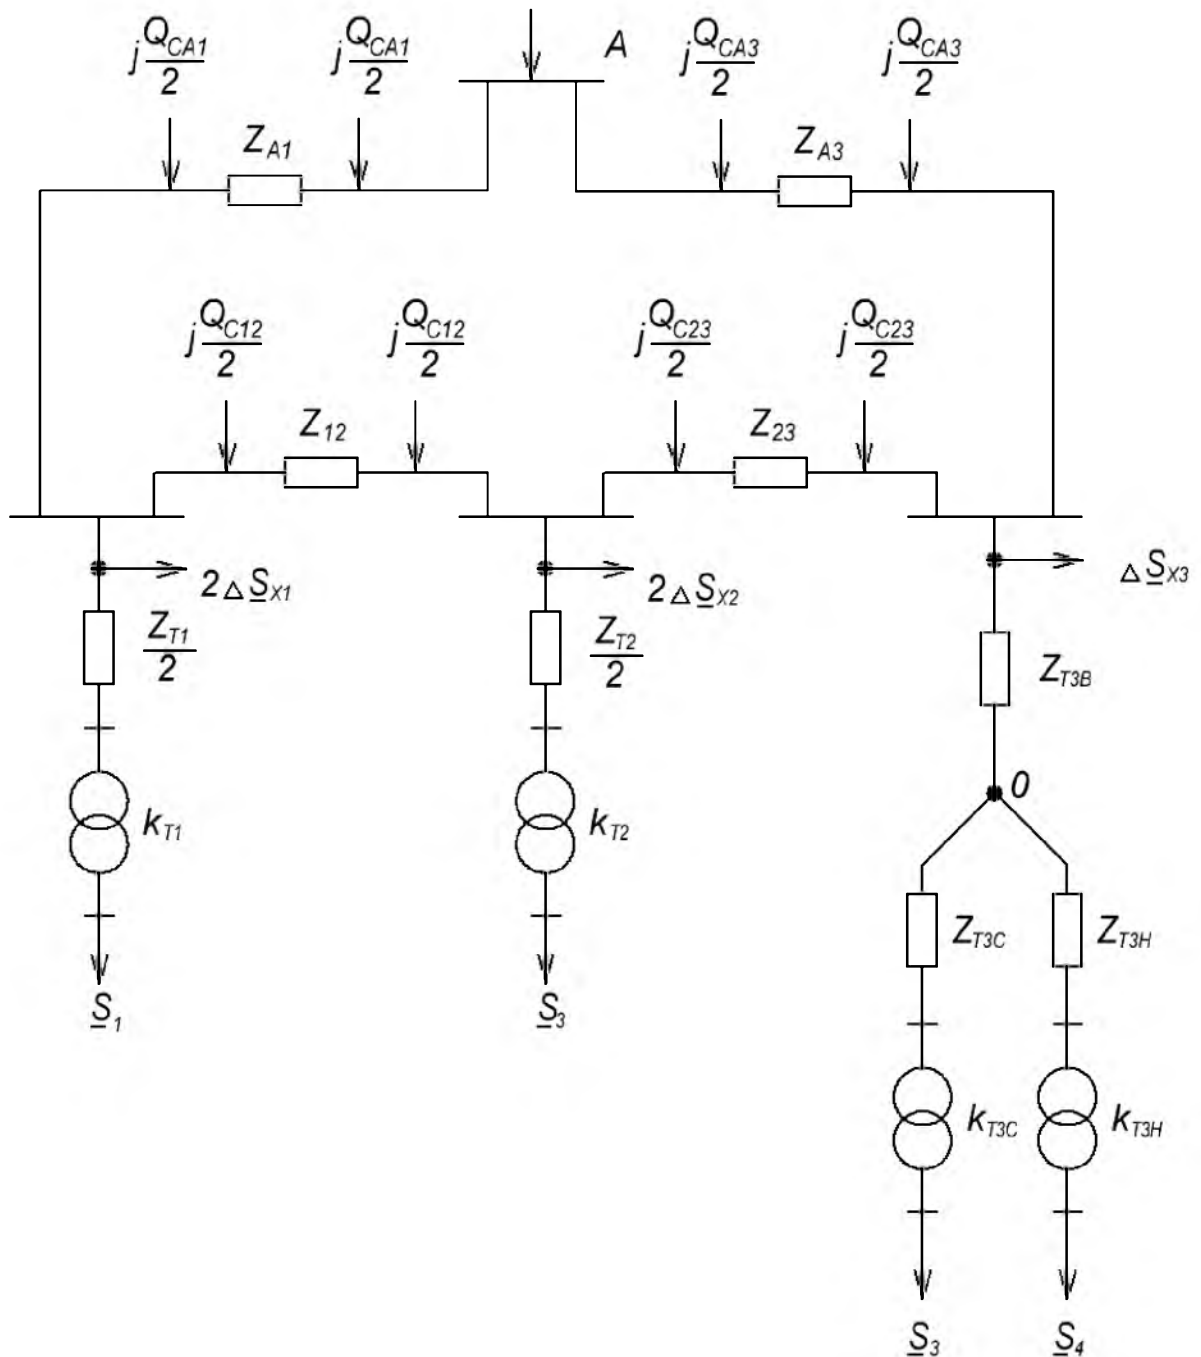 j Q_CA1/2 j Q_CA1/2 A j Q_CA3/2 j Q_CA3/2
Z_A1 Z_A3
j Q_C12/2 j Q_C12/2 j Q_C23/2 j Q_C23/2
Z_12 Z_23
2△S_X1 2△S_X2 △S_X3
Z_T1/2 Z_T2/2 Z_T3B
0
k_T1 k_T2
Z_T3C Z_T3H
S_1 S_3
k_T3C k_T3H
S_3 S_4